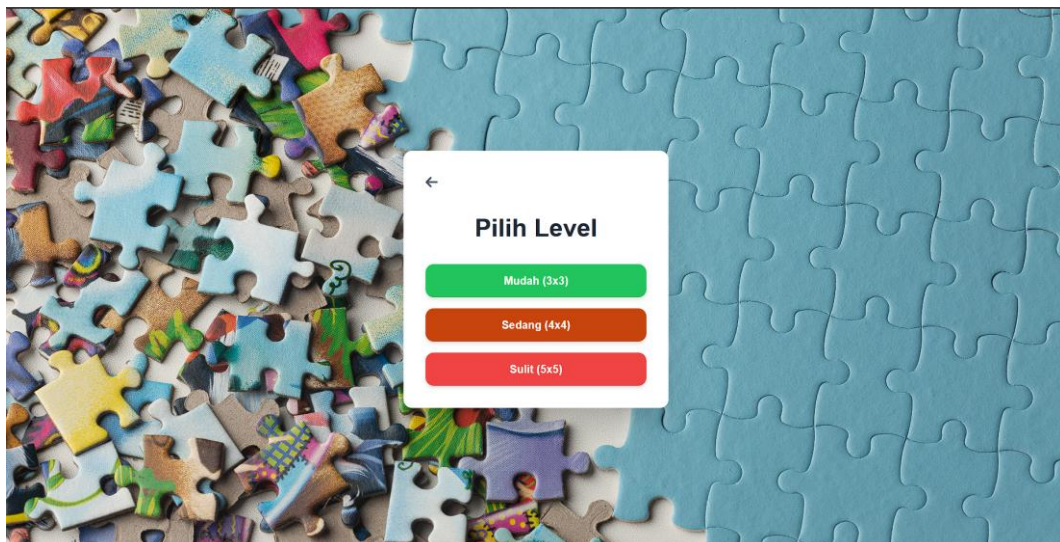 Pilih Level
Mudah (3x3)
Sedang (4x4)
Sulit (5x5)